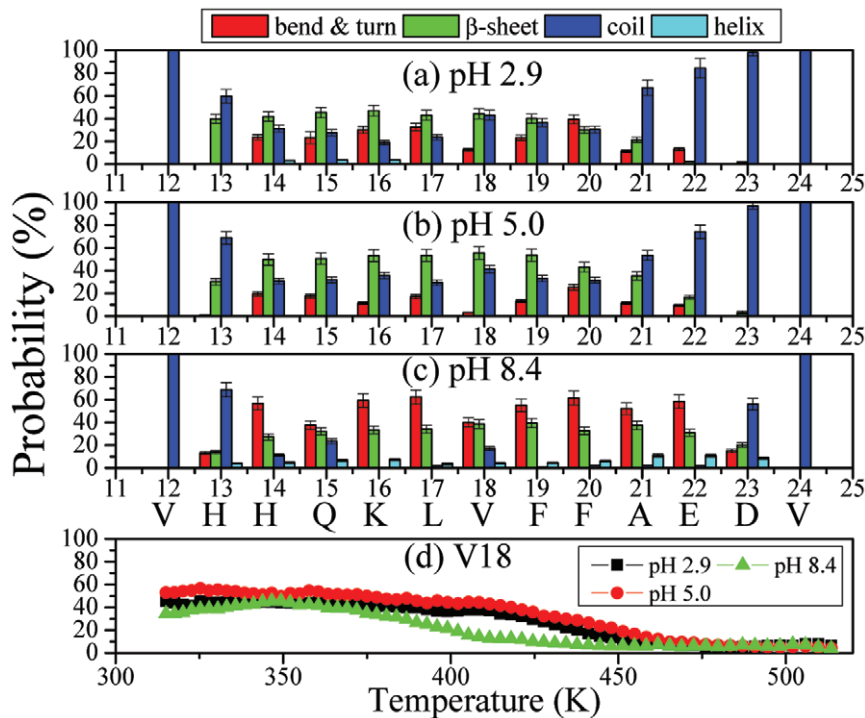 bend & turn β-sheet coil helix
(a) pH 2.9
100
80
60
40
20
0
11 12 13 14 15 16 17 18 19 20 21 22 23 24 25
(b) pH 5.0
100
80
60
40
20
0
11 12 13 14 15 16 17 18 19 20 21 22 23 24 25
(c) pH 8.4
100
80
60
40
20
0
11 12 13 14 15 16 17 18 19 20 21 22 23 24 25
V H H Q K L V F F A E D V
Probability (%)
(d) V18
pH 2.9 pH 8.4
pH 5.0
100
80
60
40
20
0
300 350 400 450 500
Temperature (K)